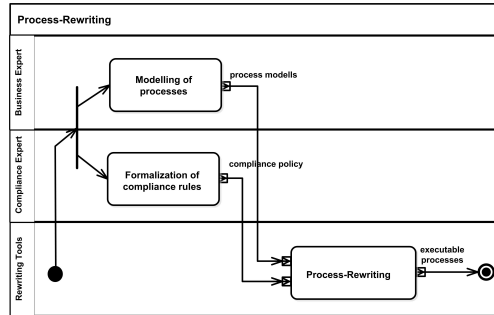 Process-Rewriting
Business Expert
Modelling of
processes
process modells
Compliance Expert
Formalization of
compliance rules
compliance policy
Rewriting Tools
Process-Rewriting
executable
processes